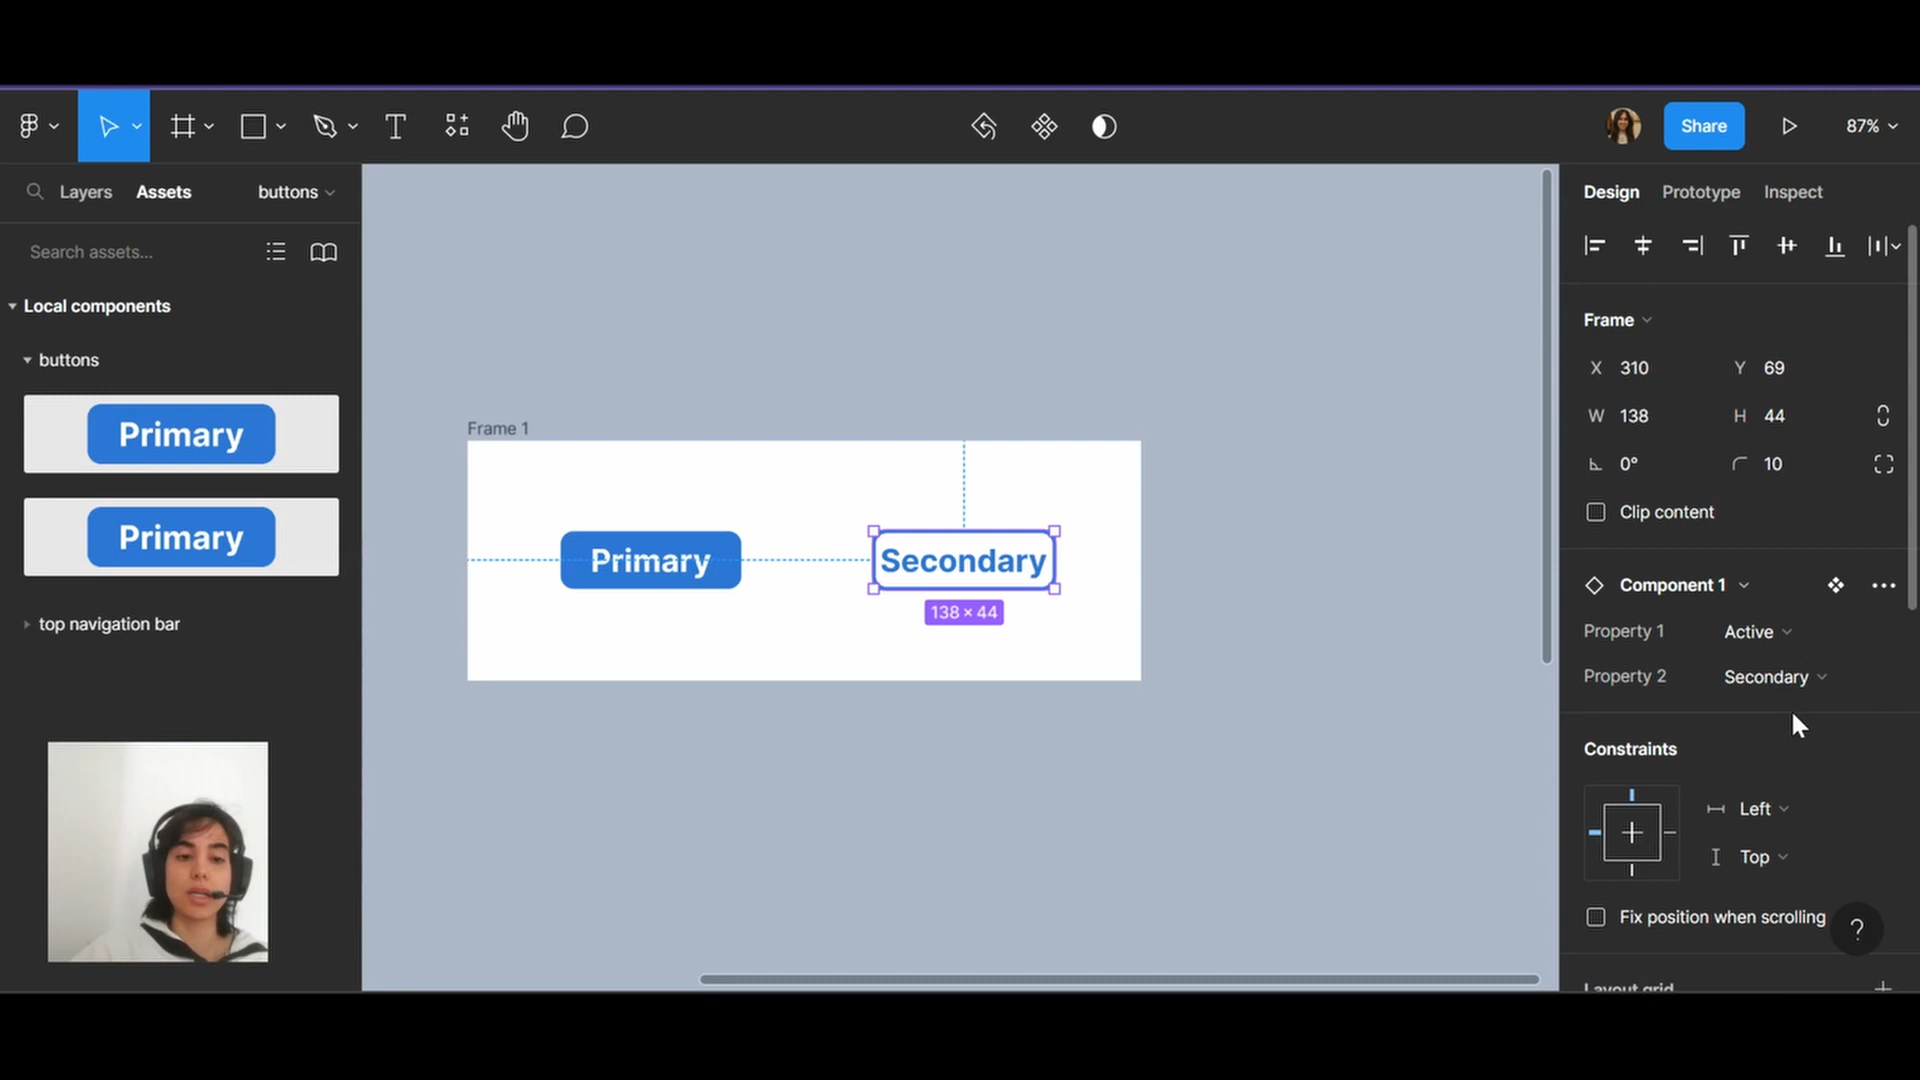 Share
87%
Layers
Assets
buttons
Design
Prototype
Inspect
Search assets...
Local components
buttons
Primary
Primary
top navigation bar
Frame 1
Primary
Secondary
138 × 44
Frame
X 310
Y 69
W 138
H 44
0°
10
Clip content
Component 1
Property 1
Active
Property 2
Secondary
Constraints
Left
Top
Fix position when scrolling
?
Layout grid